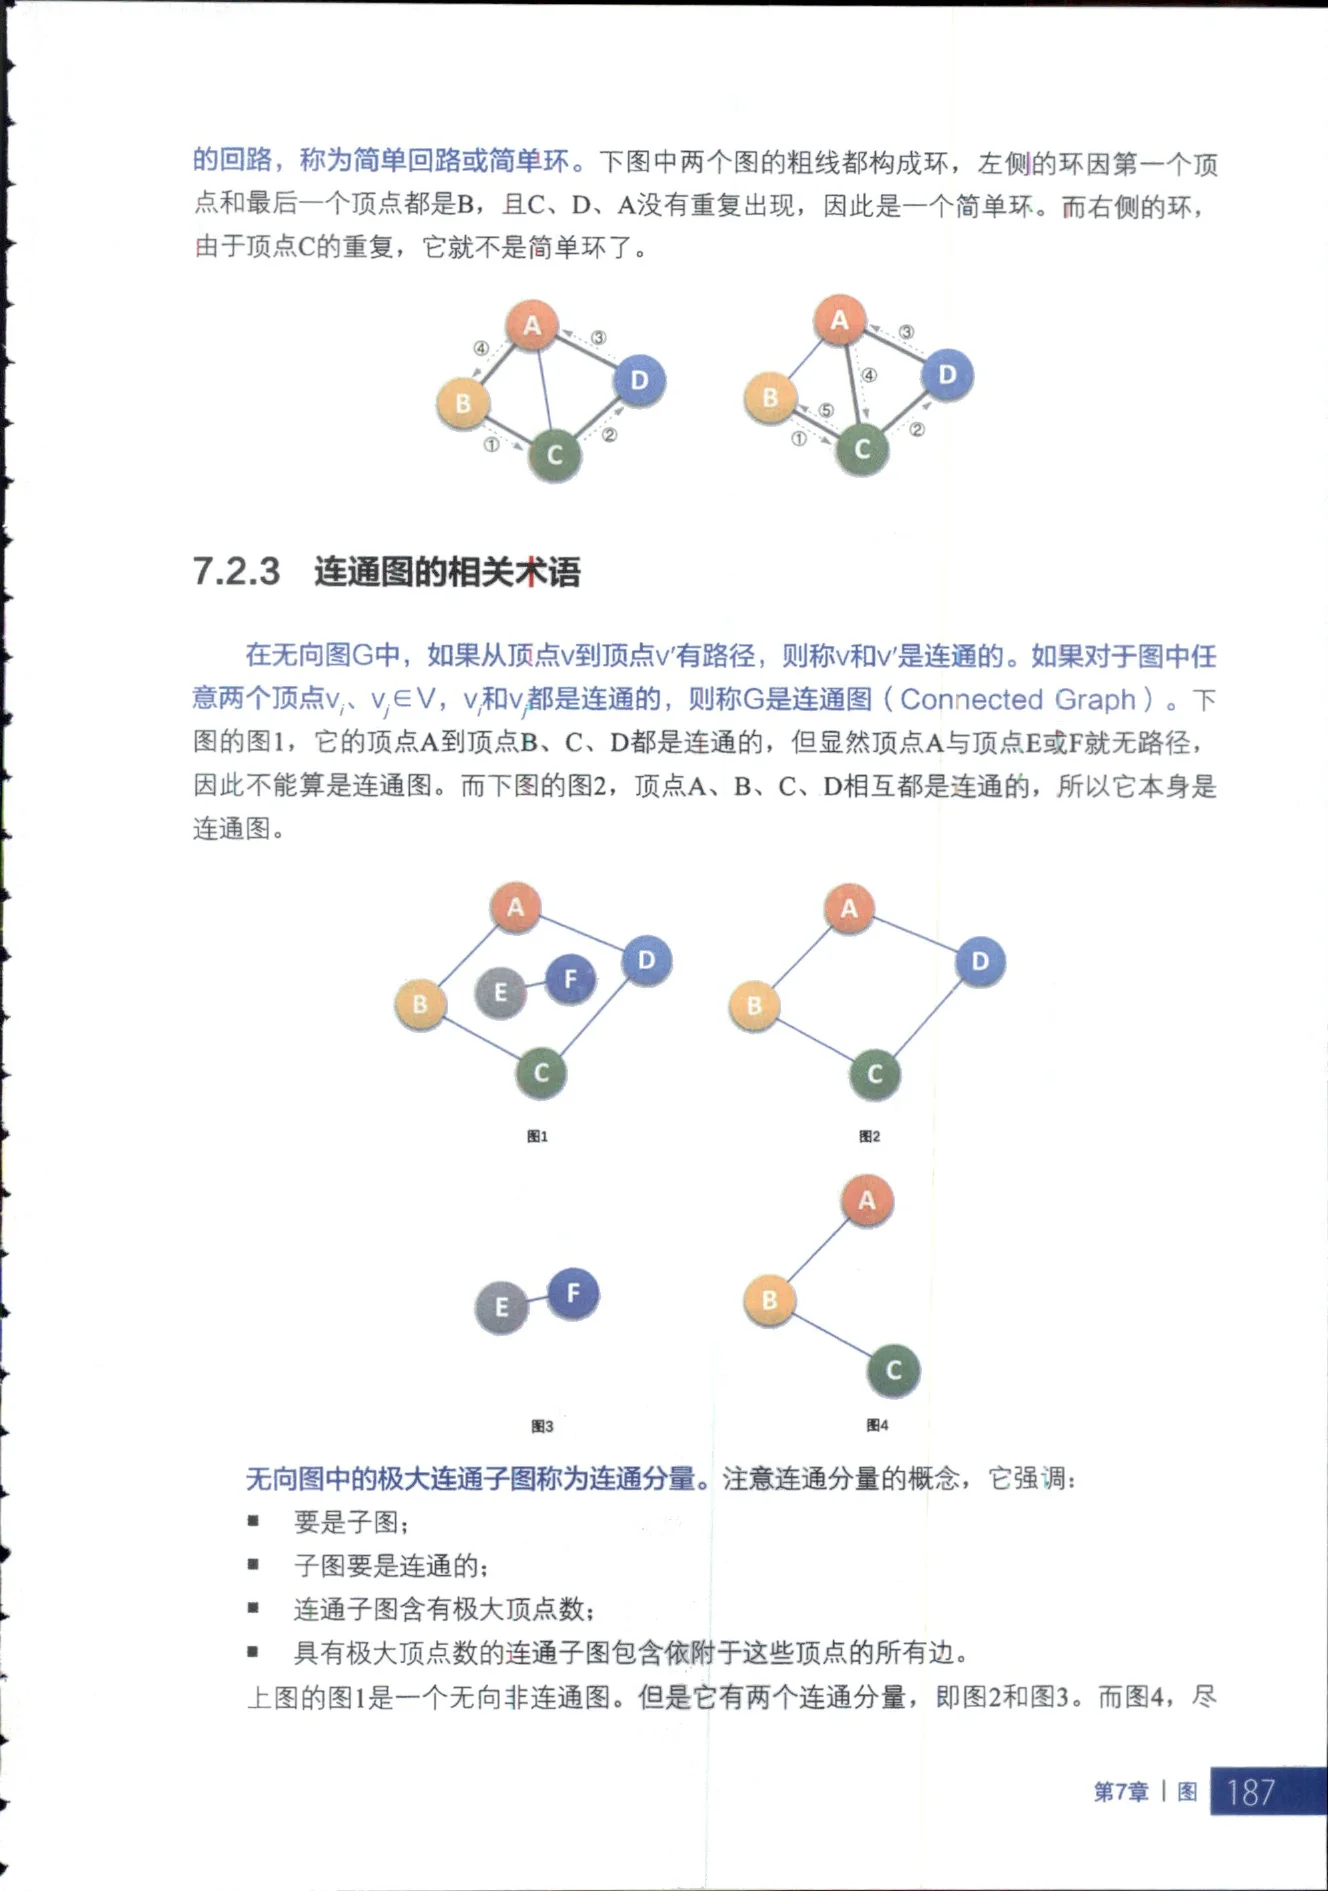 的回路，称为简单回路或简单环。下图中两个图的粗线都构成环，左侧的环因第一个顶
点和最后一个顶点都是B，且C、D、A没有重复出现，因此是一个简单环。而右侧的环，
由于顶点C的重复，它就不是简单环了。
A
③
④
D
B
①
②
C
A
③
④
D
B
⑤
①
②
C
7.2.3 连通图的相关术语
在无向图G中，如果从顶点v到顶点v′有路径，则称v和v′是连通的。如果对于图中任
意两个顶点vᵢ、vⱼ∈V，vᵢ和vⱼ都是连通的，则称G是连通图（Connected Graph）。下
图的图1，它的顶点A到顶点B、C、D都是连通的，但显然顶点A与顶点E或F就无路径，
因此不能算是连通图。而下图的图2，顶点A、B、C、D相互都是连通的，所以它本身是
连通图。
A
D
F
E
B
C
图1
A
D
B
C
图2
E
F
图3
A
B
C
图4
无向图中的极大连通子图称为连通分量。注意连通分量的概念，它强调：
■ 要是子图；
■ 子图要是连通的；
■ 连通子图含有极大顶点数；
■ 具有极大顶点数的连通子图包含依附于这些顶点的所有边。
上图的图1是一个无向非连通图。但是它有两个连通分量，即图2和图3。而图4，尽
第7章 | 图 187